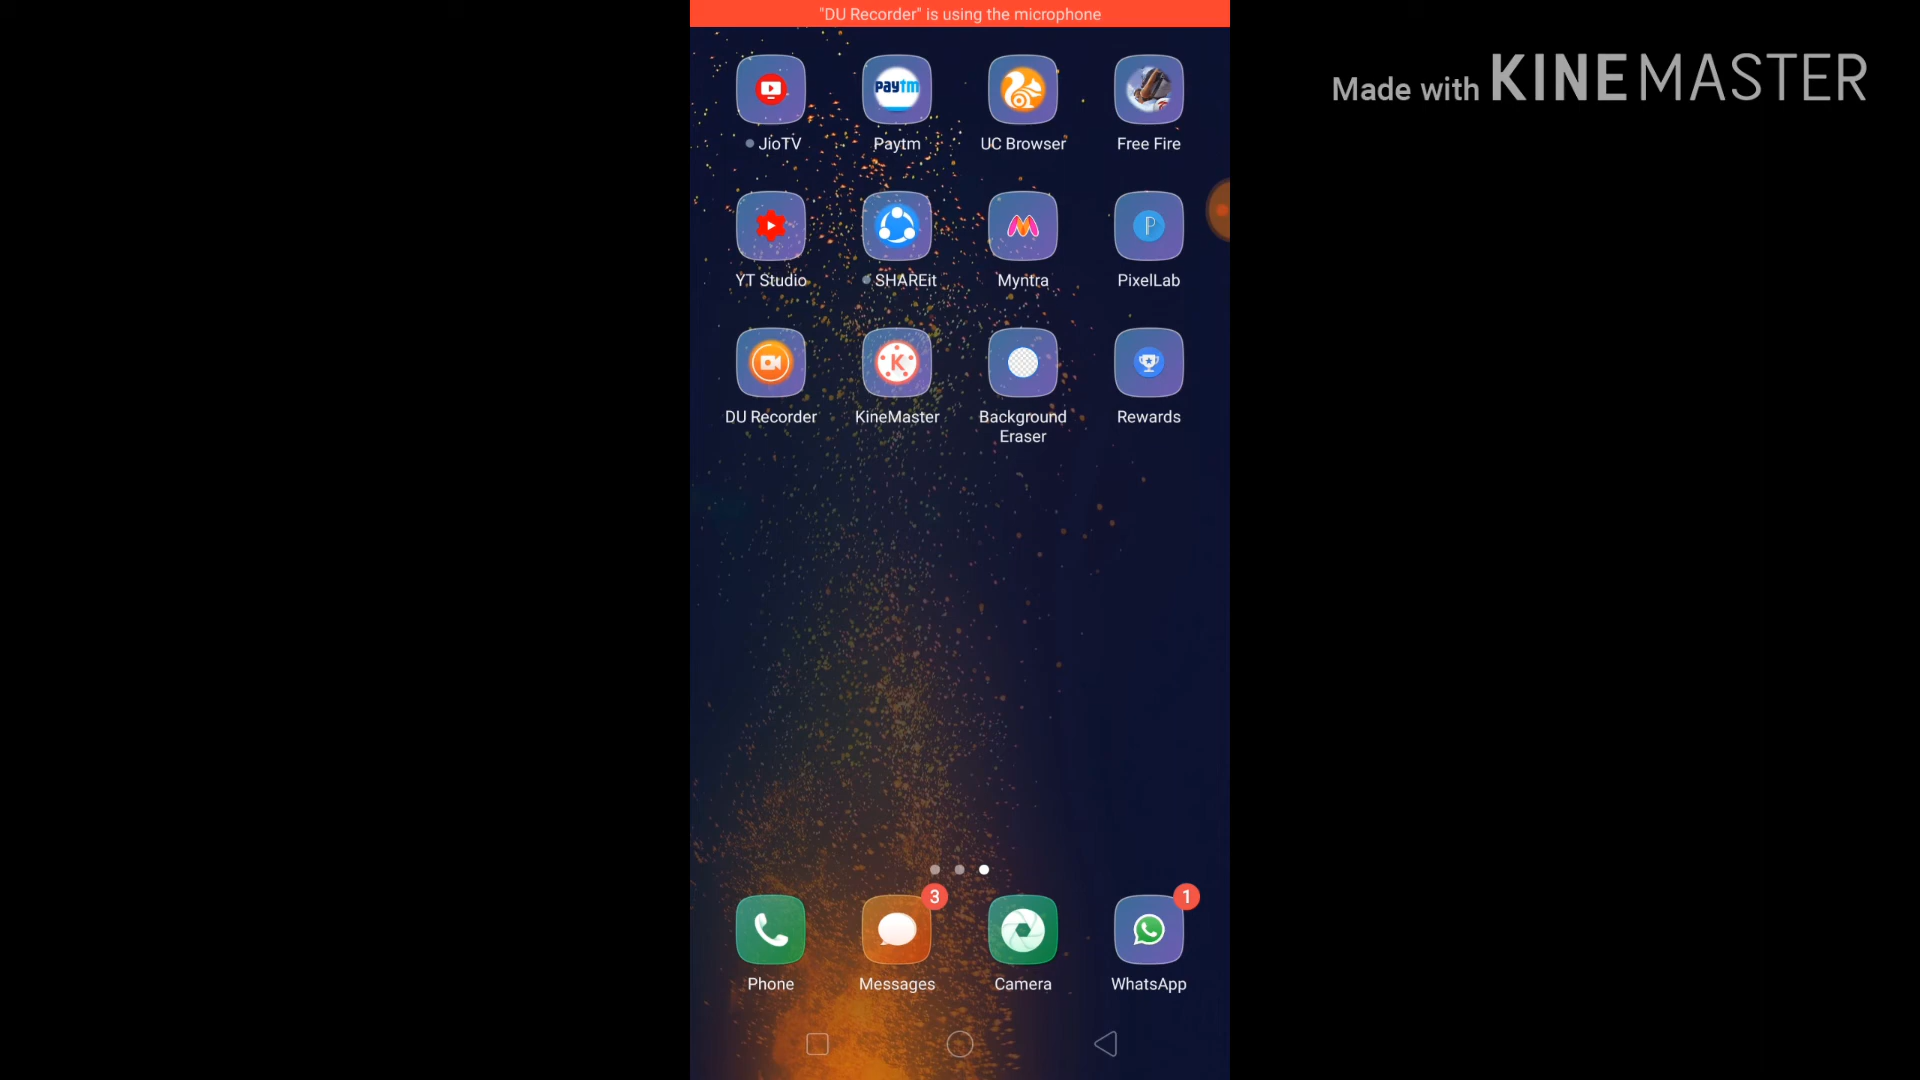 "DU Recorder" is using the microphone
Made with KINEMASTER
paytm
JioTV
Paytm
UC Browser
Free Fire
P
YT Studio
SHAREit
Myntra
PixelLab
K
DU Recorder
KineMaster
Background
Eraser
Rewards
3
1
Phone
Messages
Camera
WhatsApp